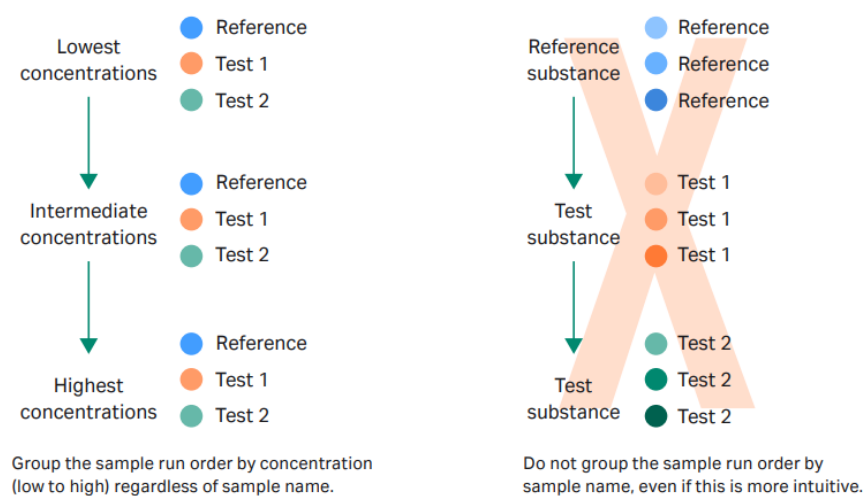 Lowest
concentrations
Reference
Test 1
Test 2
Intermediate
concentrations
Reference
Test 1
Test 2
Highest
concentrations
Reference
Test 1
Test 2
Group the sample run order by concentration
(low to high) regardless of sample name.
Reference
substance
Reference
Reference
Reference
Test
substance
Test 1
Test 1
Test 1
Test
substance
Test 2
Test 2
Test 2
Do not group the sample run order by
sample name, even if this is more intuitive.